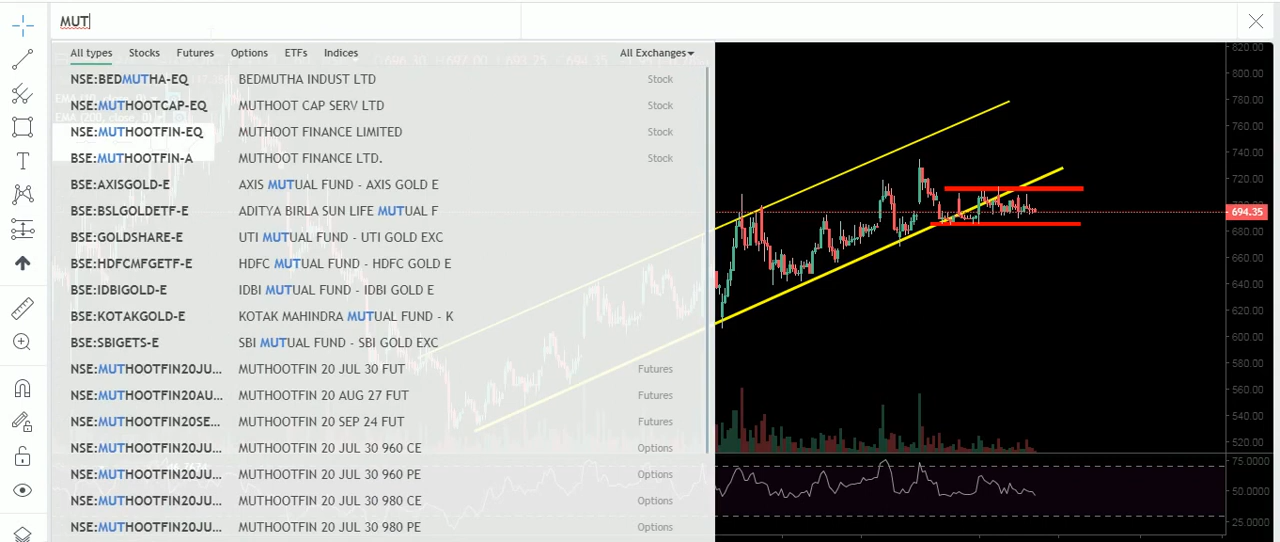 MUT
All types Stocks Futures Options ETFs Indices All Exchanges
NSE:BEDMUTHA-EQ BEDMUTHA INDUST LTD Stock
NSE:MUTHOOTCAP-EQ MUTHOOT CAP SERV LTD Stock
NSE:MUTHOOTFIN-EQ MUTHOOT FINANCE LIMITED Stock
BSE:MUTHOOTFIN-A MUTHOOT FINANCE LTD. Stock
BSE:AXISGOLD-E AXIS MUTUAL FUND - AXIS GOLD E
BSE:BSLGOLDETF-E ADITYA BIRLA SUN LIFE MUTUAL F
BSE:GOLDSHARE-E UTI MUTUAL FUND - UTI GOLD EXC
BSE:HDFCMFGETF-E HDFC MUTUAL FUND - HDFC GOLD E
BSE:IDBIGOLD-E IDBI MUTUAL FUND - IDBI GOLD E
BSE:KOTAKGOLD-E KOTAK MAHINDRA MUTUAL FUND - K
BSE:SBIGETS-E SBI MUTUAL FUND - SBI GOLD EXC
NSE:MUTHOOTFIN20JU... MUTHOOTFIN 20 JUL 30 FUT Futures
NSE:MUTHOOTFIN20AU... MUTHOOTFIN 20 AUG 27 FUT Futures
NSE:MUTHOOTFIN20SE... MUTHOOTFIN 20 SEP 24 FUT Futures
NSE:MUTHOOTFIN20JU... MUTHOOTFIN 20 JUL 30 960 CE Options
NSE:MUTHOOTFIN20JU... MUTHOOTFIN 20 JUL 30 960 PE Options
NSE:MUTHOOTFIN20JU... MUTHOOTFIN 20 JUL 30 980 CE Options
NSE:MUTHOOTFIN20JU... MUTHOOTFIN 20 JUL 30 980 PE Options
820.00
800.00
780.00
760.00
740.00
720.00
700.00
694.35
680.00
660.00
640.00
620.00
600.00
580.00
560.00
540.00
520.00
75.0000
50.0000
25.0000